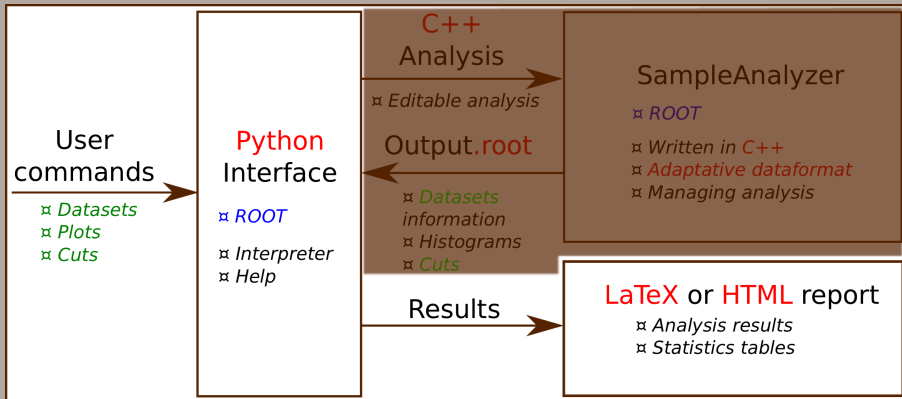 User
commands
¤ Datasets
¤ Plots
¤ Cuts
Python
Interface
¤ ROOT
¤ Interpreter
¤ Help
C++
Analysis
¤ Editable analysis
Output.root
¤ Datasets
information
¤ Histograms
¤ Cuts
SampleAnalyzer
¤ ROOT
¤ Written in C++
¤ Adaptative dataformat
¤ Managing analysis
Results
LaTeX or HTML report
¤ Analysis results
¤ Statistics tables